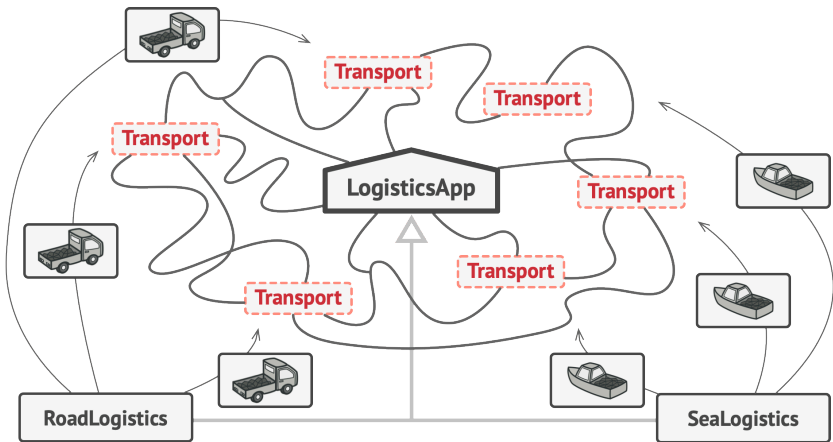 Transport
Transport
Transport
LogisticsApp
Transport
Transport
Transport
RoadLogistics
SeaLogistics